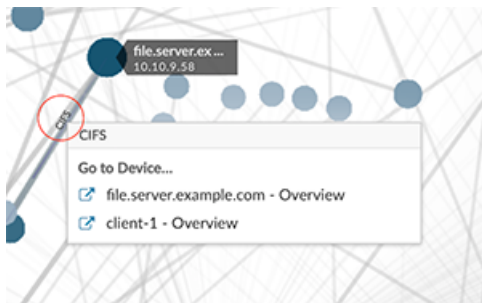 file.server.ex ...
10.10.9.58
CIFS
CIFS
Go to Device...
file.server.example.com - Overview
client-1 - Overview